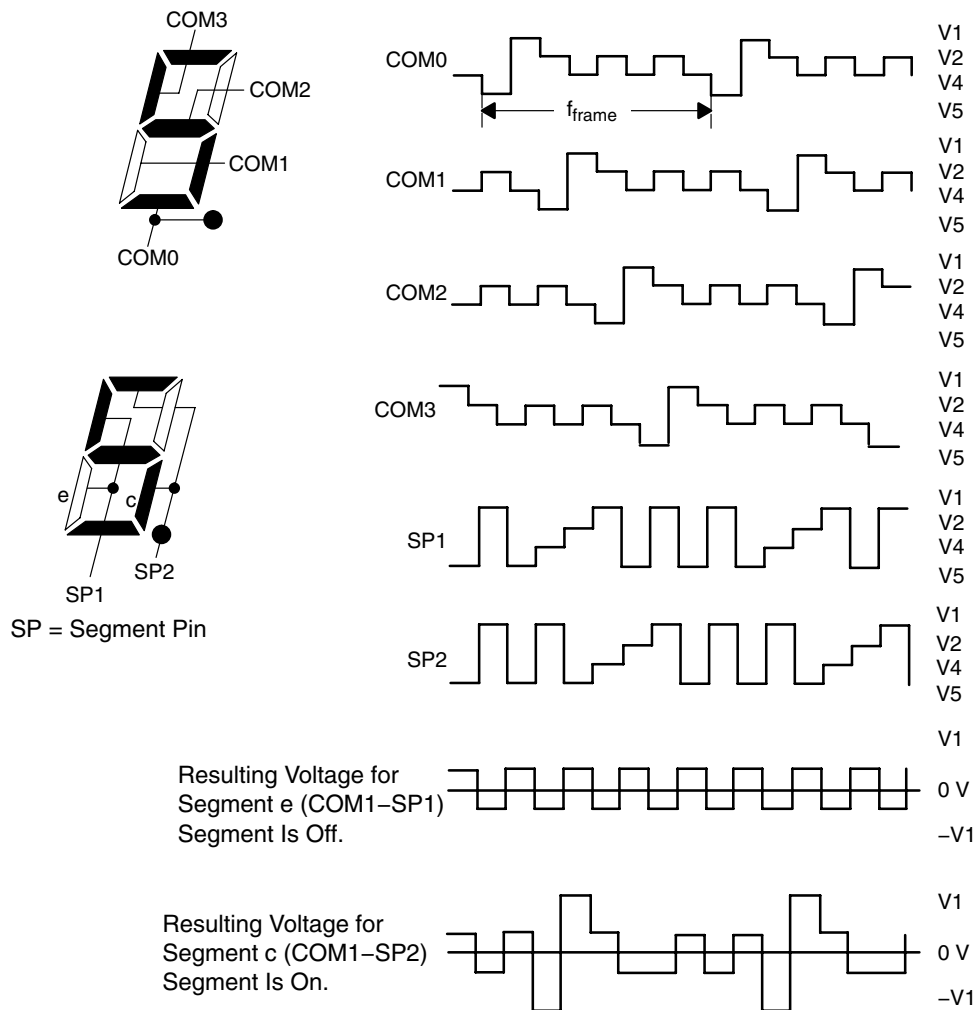 COM3
COM2
COM1
COM0
e
c
SP1
SP2
SP = Segment Pin
COM0
f frame
V1
V2
V4
V5
COM1
V1
V2
V4
V5
COM2
V1
V2
V4
V5
COM3
V1
V2
V4
V5
SP1
V1
V2
V4
V5
SP2
V1
V2
V4
V5
Resulting Voltage for
Segment e (COM1−SP1)
Segment Is Off.
V1
0 V
−V1
Resulting Voltage for
Segment c (COM1−SP2)
Segment Is On.
V1
0 V
−V1